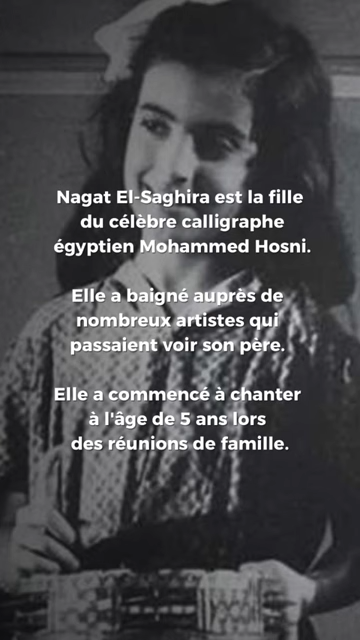 Nagat El-Saghira est la fille
du célèbre calligraphe
égyptien Mohammed Hosni.
Elle a baigné auprès de
nombreux artistes qui
passaient voir son père.
Elle a commencé à chanter
à l'âge de 5 ans lors
des réunions de famille.